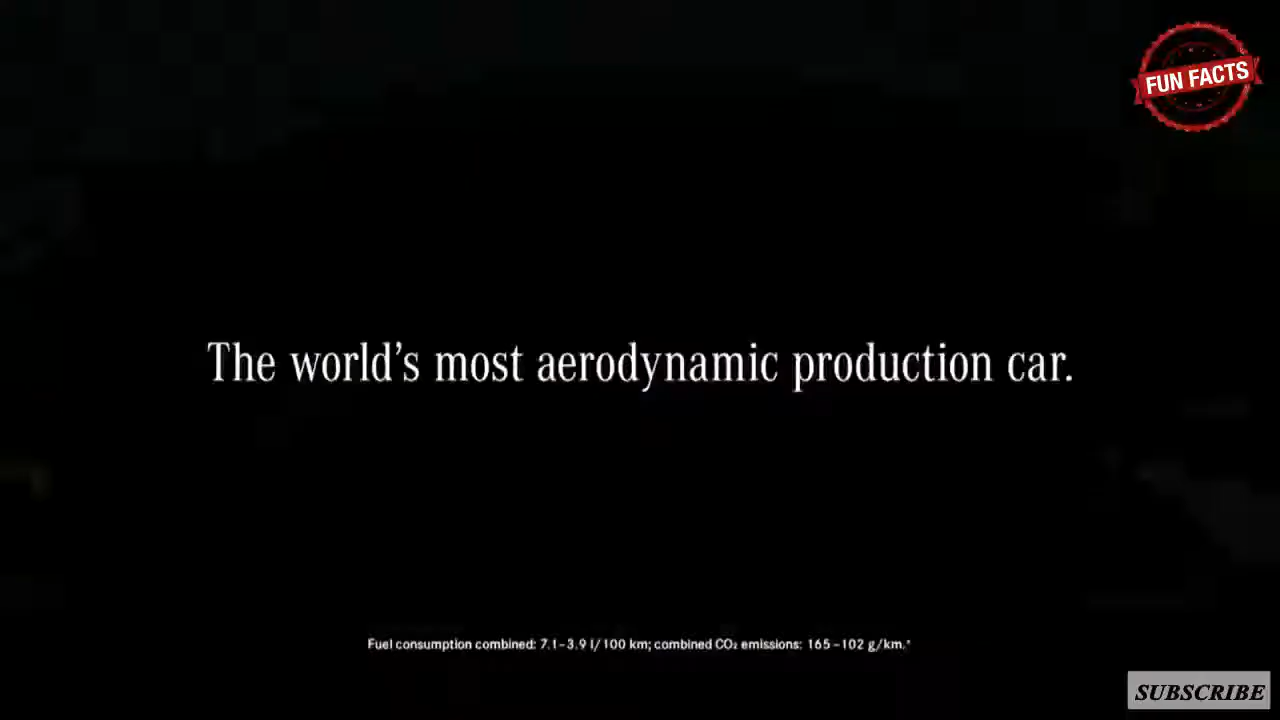 FUN FACTS
The world’s most aerodynamic production car.
Fuel consumption combined: 7.1–3.9 l/100 km; combined CO₂ emissions: 165–102 g/km.*
SUBSCRIBE